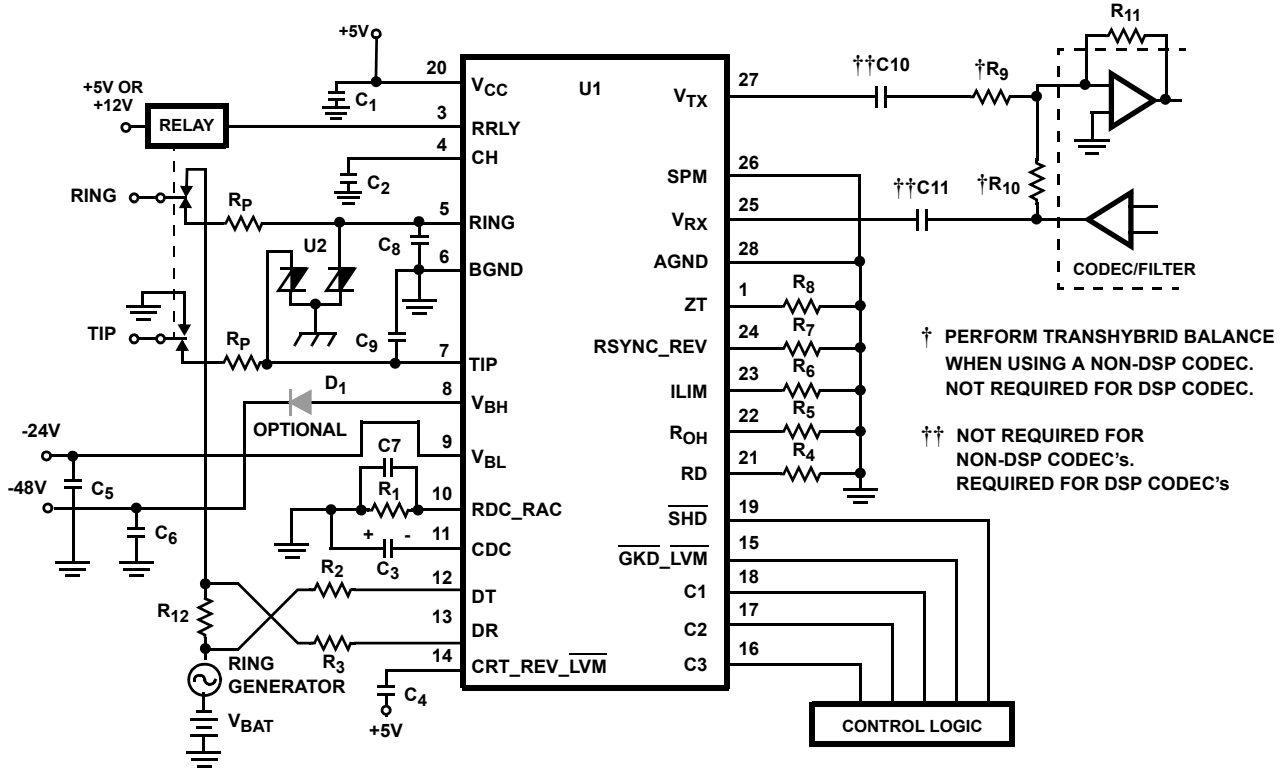 R11
+5V
20
VCC
C1
U1
27
VTX
††C10
†R9
+5V OR
+12V
RELAY
3
RRLY
4
CH
C2
26
SPM
†R10
RING
RP
5
RING
††C11
25
VRX
U2
C8
6
BGND
28
AGND
CODEC/FILTER
R8
1
ZT
TIP
RP
C9
R7
24
RSYNC_REV
† PERFORM TRANSHYBRID BALANCE
WHEN USING A NON-DSP CODEC.
NOT REQUIRED FOR DSP CODEC.
7
TIP
R6
23
ILIM
D1
8
VBH
OPTIONAL
R5
22
ROH
†† NOT REQUIRED FOR
NON-DSP CODEC's.
REQUIRED FOR DSP CODEC's
-24V
9
VBL
C7
R4
21
RD
-48V
C5
R1
10
RDC_RAC
C6
19
SHD
+ -
11
CDC
C3
15
GKD_LVM
R2
12
DT
18
C1
R12
13
DR
17
C2
R3
RING
GENERATOR
14
CRT_REV_LVM
16
C3
C4
VBAT
+5V
CONTROL LOGIC